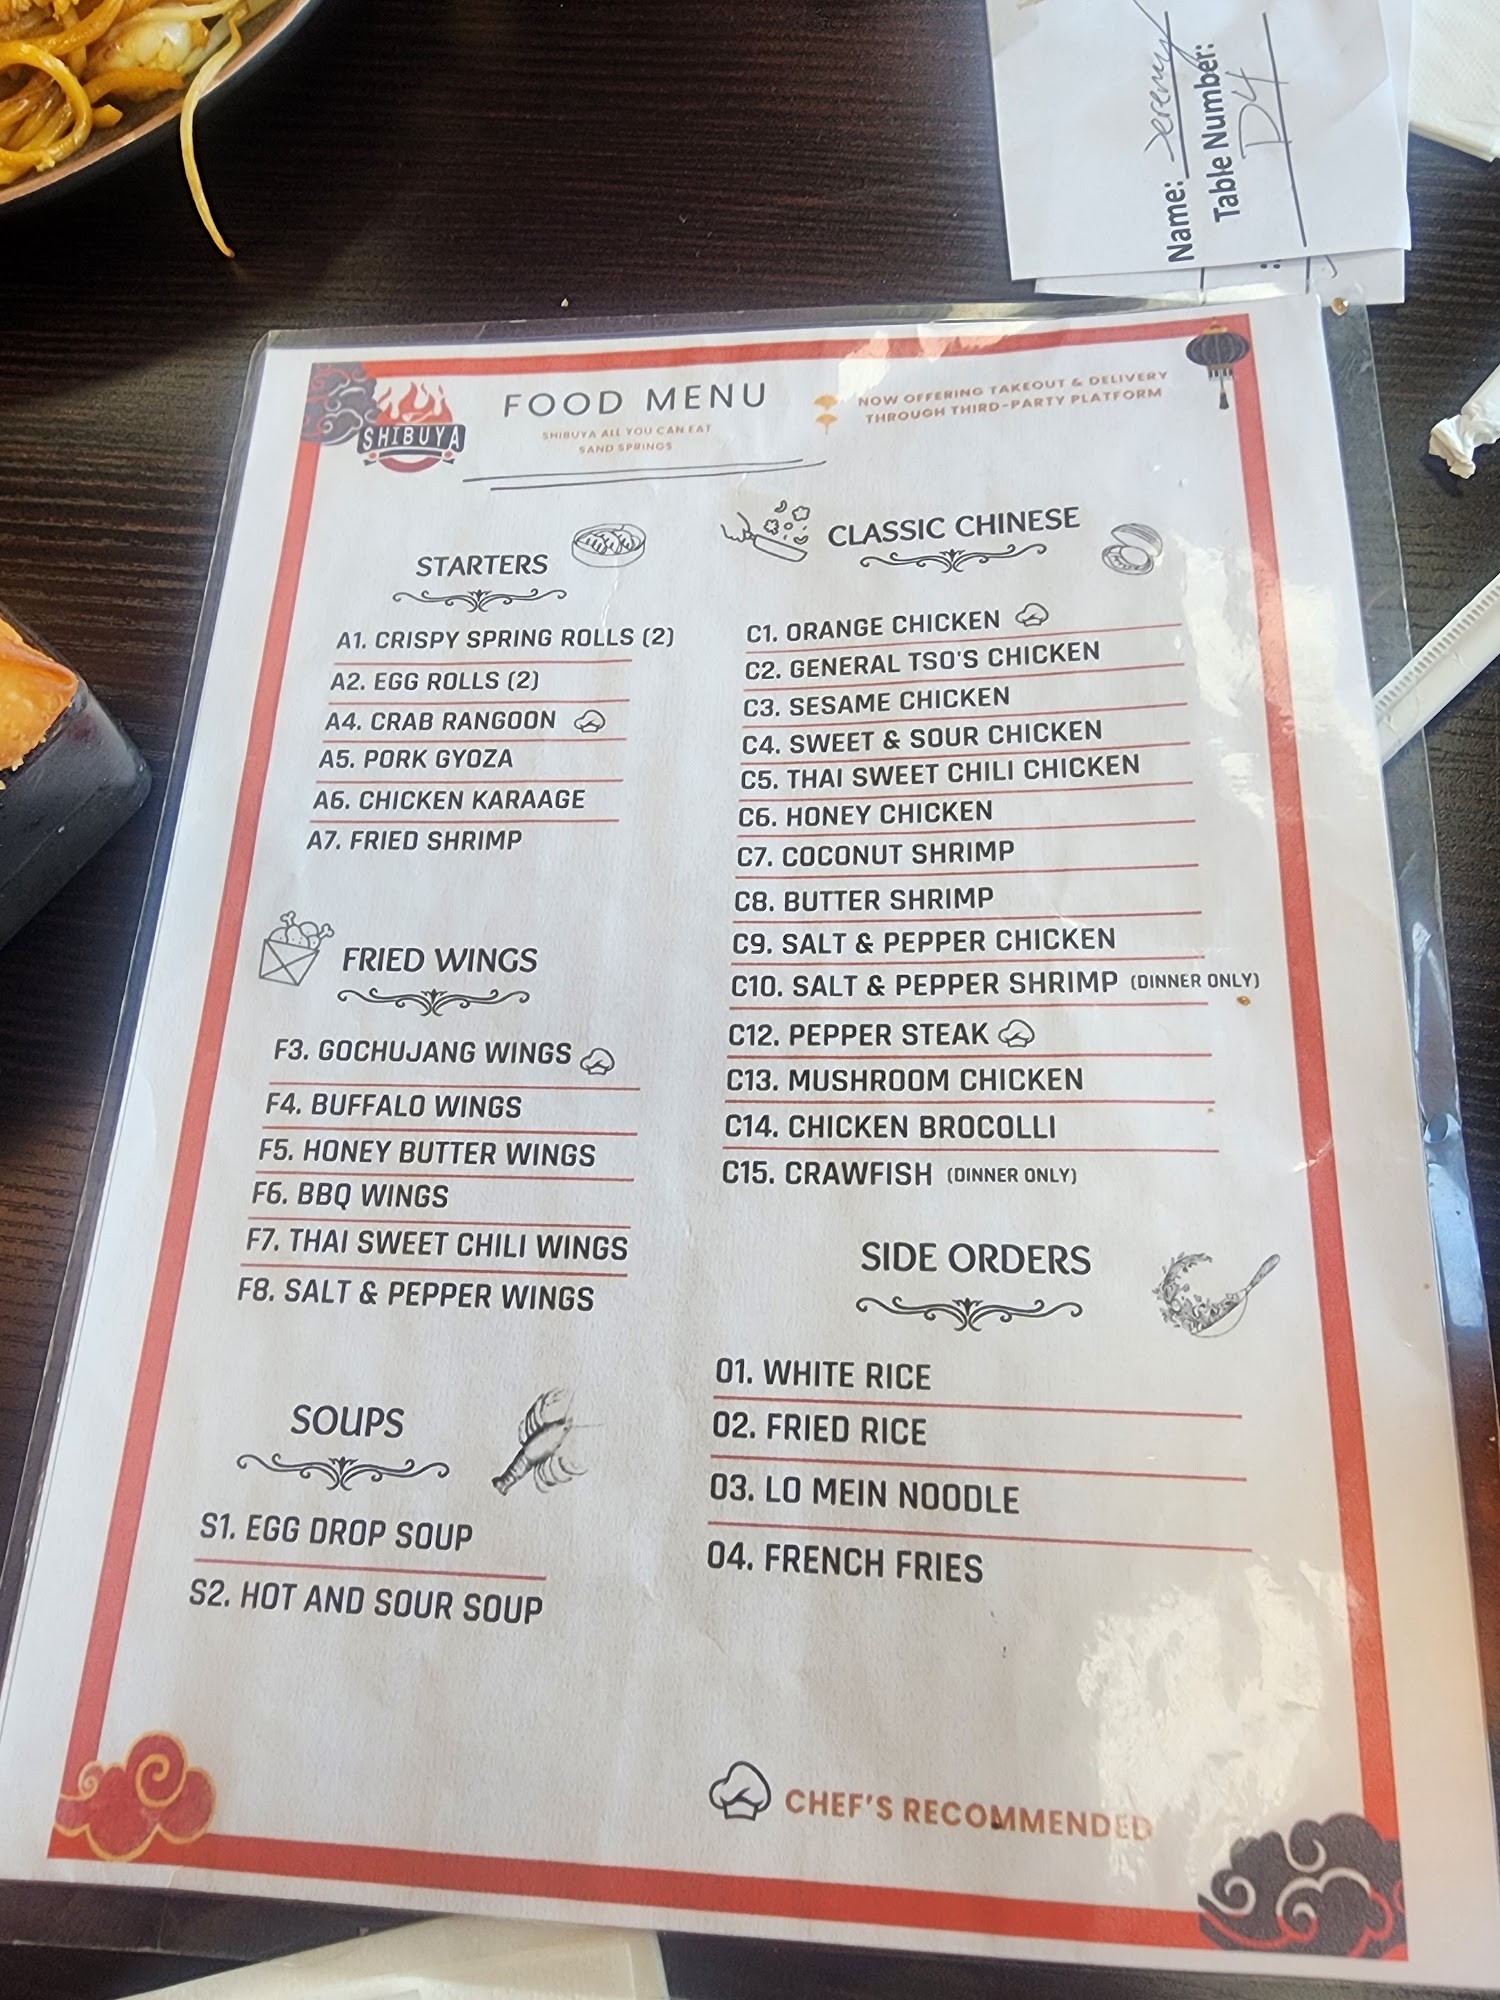 Name: Jeremy
Table Number:
D4
SHIBUYA
FOOD MENU
SHIBUYA ALL YOU CAN EAT
SAND SPRINGS
NOW OFFERING TAKEOUT & DELIVERY
THROUGH THIRD-PARTY PLATFORM
STARTERS
A1. CRISPY SPRING ROLLS (2)
A2. EGG ROLLS (2)
A4. CRAB RANGOON
A5. PORK GYOZA
A6. CHICKEN KARAAGE
A7. FRIED SHRIMP
FRIED WINGS
F3. GOCHUJANG WINGS
F4. BUFFALO WINGS
F5. HONEY BUTTER WINGS
F6. BBQ WINGS
F7. THAI SWEET CHILI WINGS
F8. SALT & PEPPER WINGS
SOUPS
S1. EGG DROP SOUP
S2. HOT AND SOUR SOUP
CLASSIC CHINESE
C1. ORANGE CHICKEN
C2. GENERAL TSO'S CHICKEN
C3. SESAME CHICKEN
C4. SWEET & SOUR CHICKEN
C5. THAI SWEET CHILI CHICKEN
C6. HONEY CHICKEN
C7. COCONUT SHRIMP
C8. BUTTER SHRIMP
C9. SALT & PEPPER CHICKEN
C10. SALT & PEPPER SHRIMP (DINNER ONLY)
C12. PEPPER STEAK
C13. MUSHROOM CHICKEN
C14. CHICKEN BROCOLLI
C15. CRAWFISH (DINNER ONLY)
SIDE ORDERS
O1. WHITE RICE
O2. FRIED RICE
O3. LO MEIN NOODLE
O4. FRENCH FRIES
CHEF'S RECOMMENDED